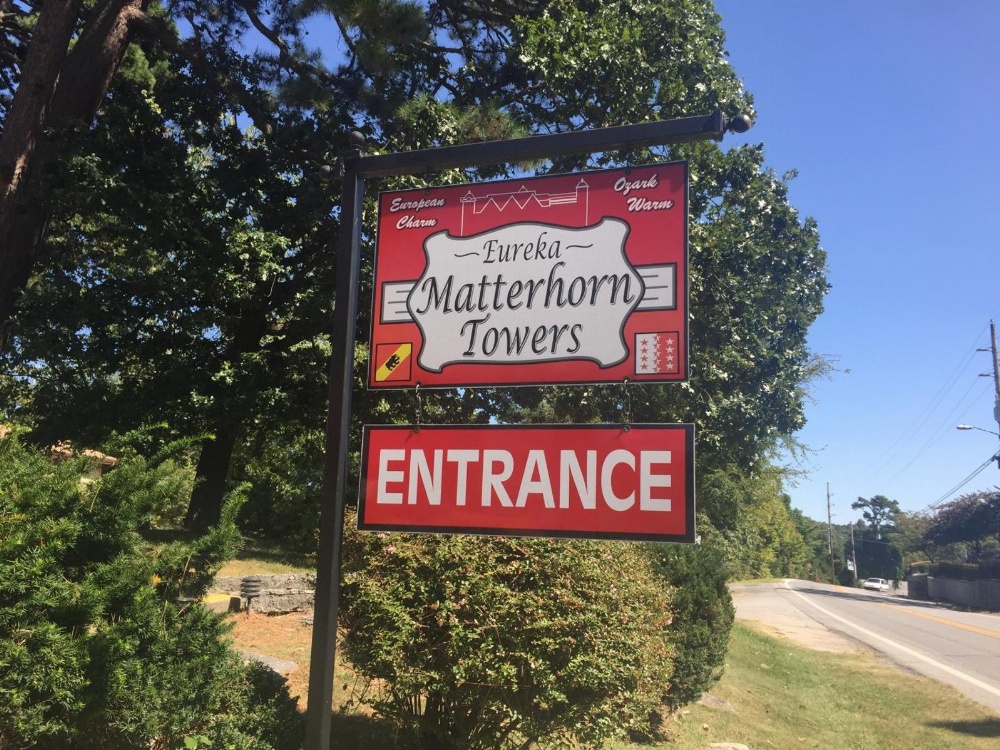 European
Charm
Ozark
Warm
~Eureka~
Matterhorn
Towers
ENTRANCE